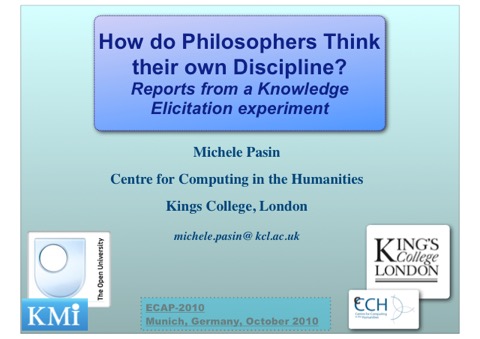 How do Philosophers Think
their own Discipline?
Reports from a Knowledge
Elicitation experiment
Michele Pasin
Centre for Computing in the Humanities
Kings College, London
michele.pasin@kcl.ac.uk
The Open University
KMi
KING'S
College
LONDON
CCH
ECAP-2010
Munich, Germany, October 2010